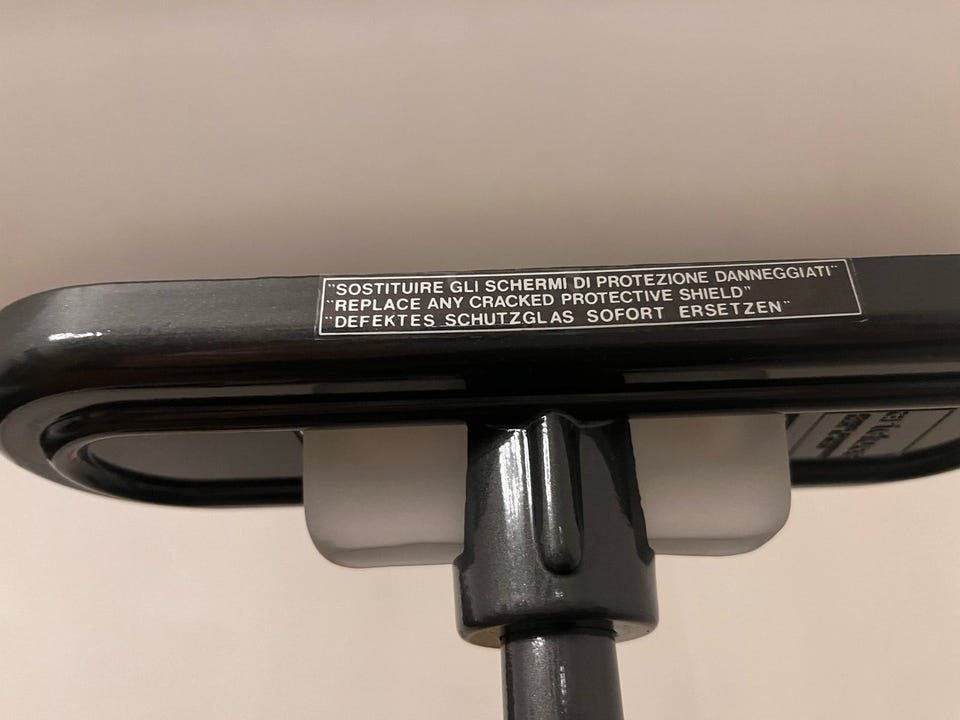 "SOSTITUIRE GLI SCHERMI DI PROTEZIONE DANNEGGIATI"
"REPLACE ANY CRACKED PROTECTIVE SHIELD"
"DEFEKTES SCHUTZGLAS SOFORT ERSETZEN"